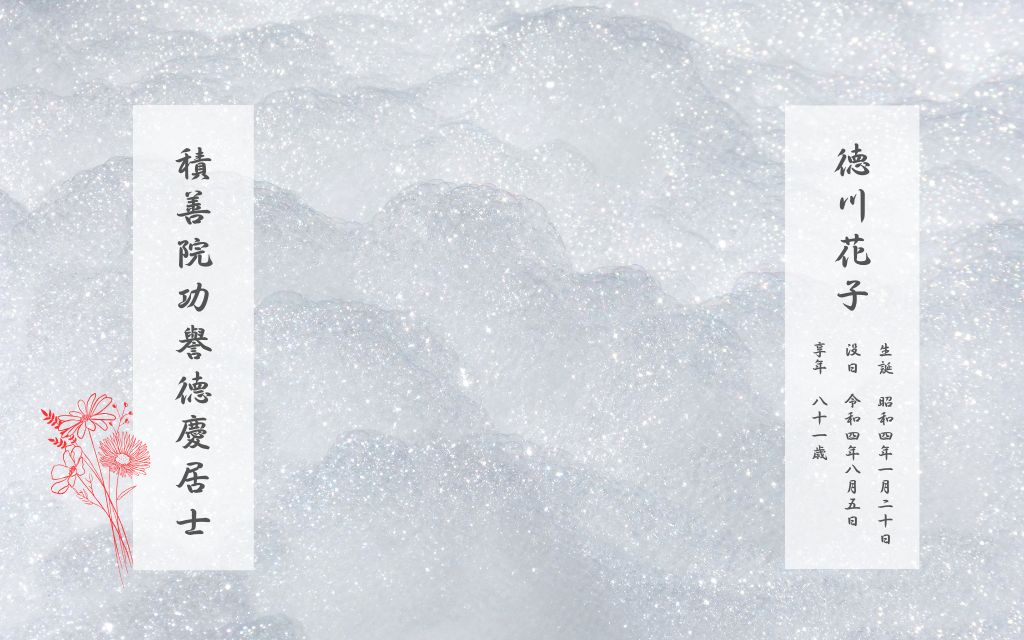 徳川花子
生誕 昭和四年一月二十日
没日 令和四年八月五日
享年 八十一歳
積善院功譽徳慶居士